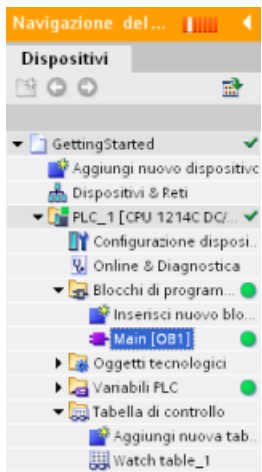 Navigazione del...
Dispositivi
GettingStarted
Aggiungi nuovo dispositivo
Dispositivi & Reti
PLC_1 [CPU 1214C DC/...
Configurazione disposi..
Online & Diagnostica
Blocchi di program...
Inserisci nuovo blo...
Main [OB1]
Oggetti tecnologici
Variabili PLC
Tabella di controllo
Aggiungi nuova tab..
Watch table_1